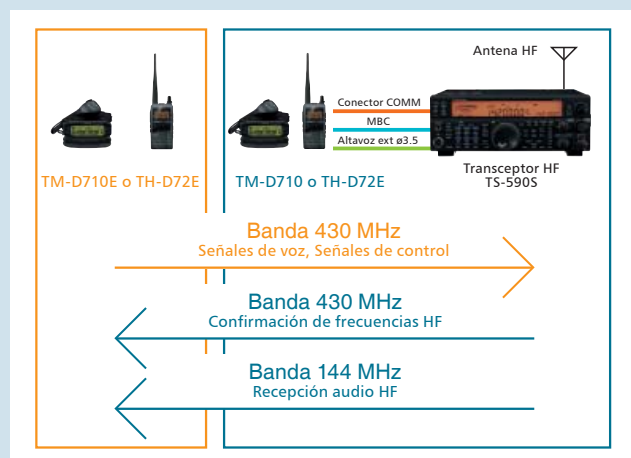 Antena HF
Conector COMM
MBC
Altavoz ext ø3.5
Transceptor HF
TS-590S
TM-D710E o TH-D72E
TM-D710 o TH-D72E
Banda 430 MHz
Señales de voz, Señales de control
Banda 430 MHz
Confirmación de frecuencias HF
Banda 144 MHz
Recepción audio HF